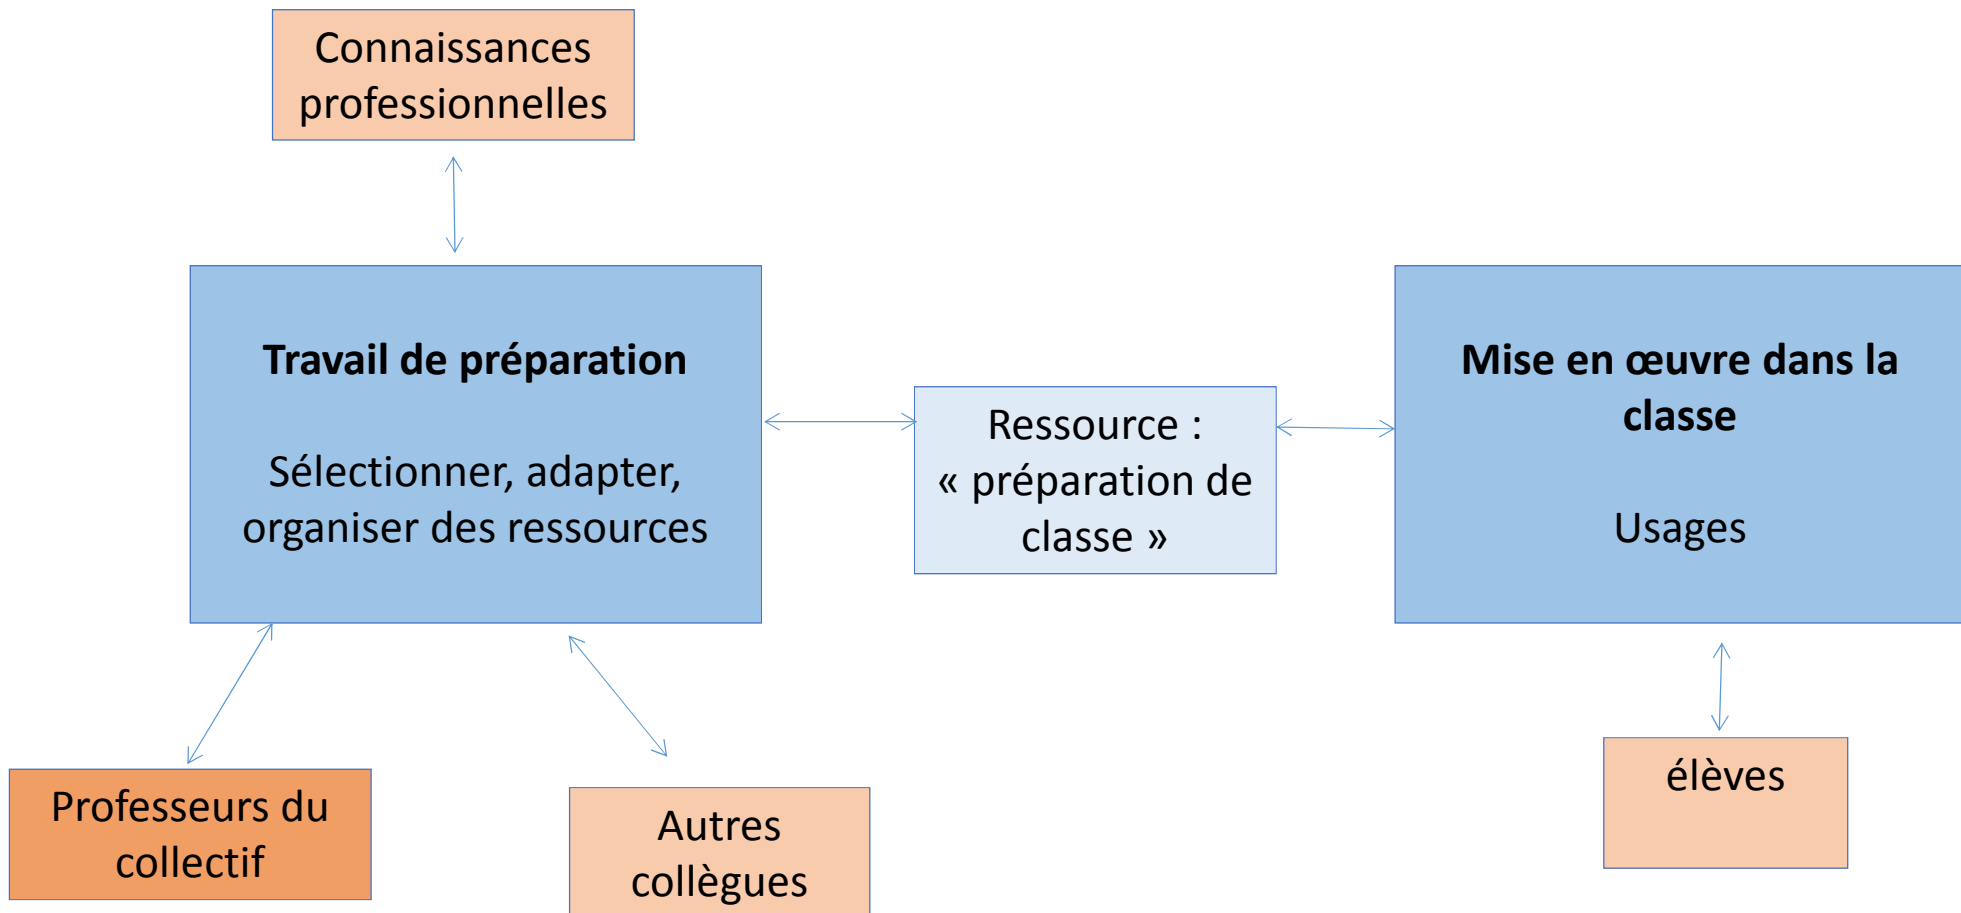 Connaissances
professionnelles
Travail de préparation
Sélectionner, adapter,
organiser des ressources
Ressource :
« préparation de
classe »
Mise en œuvre dans la
classe
Usages
Professeurs du
collectif
Autres
collègues
élèves